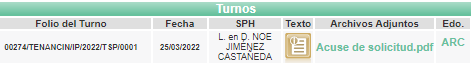 Turnos
Folio del Turno Fecha SPH Texto Archivos Adjuntos Edo.
00274/TENANCIN/IP/2022/TSP/0001 25/03/2022 L. en D. NOE JIMÉNEZ CASTAÑEDA Acuse de solicitud.pdf ARC